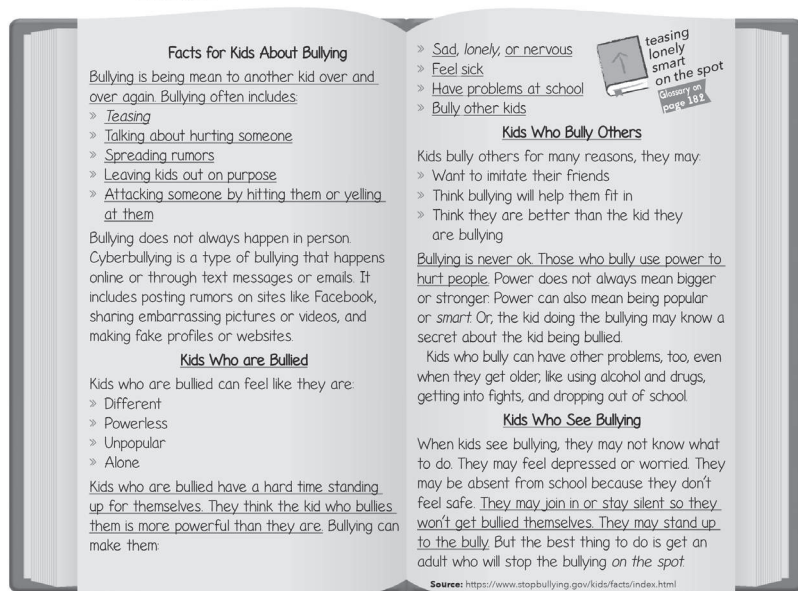 Facts for Kids About Bullying
Bullying is being mean to another kid over and
over again. Bullying often includes:
» Teasing
» Talking about hurting someone
» Spreading rumors
» Leaving kids out on purpose
» Attacking someone by hitting them or yelling
at them
Bullying does not always happen in person.
Cyberbullying is a type of bullying that happens
online or through text messages or emails. It
includes posting rumors on sites like Facebook,
sharing embarrassing pictures or videos, and
making fake profiles or websites.
Kids Who are Bullied
Kids who are bullied can feel like they are:
» Different
» Powerless
» Unpopular
» Alone
Kids who are bullied have a hard time standing
up for themselves. They think the kid who bullies
them is more powerful than they are. Bullying can
make them:
» Sad, lonely, or nervous
» Feel sick
» Have problems at school
» Bully other kids
teasing
lonely
smart
on the spot
Glossary on
page 182
Kids Who Bully Others
Kids bully others for many reasons, they may:
» Want to imitate their friends
» Think bullying will help them fit in
» Think they are better than the kid they
are bullying
Bullying is never ok. Those who bully use power to
hurt people. Power does not always mean bigger
or stronger. Power can also mean being popular
or smart. Or, the kid doing the bullying may know a
secret about the kid being bullied.
Kids who bully can have other problems, too, even
when they get older, like using alcohol and drugs,
getting into fights, and dropping out of school.
Kids Who See Bullying
When kids see bullying, they may not know what
to do. They may feel depressed or worried. They
may be absent from school because they don't
feel safe. They may join in or stay silent so they
won't get bullied themselves. They may stand up
to the bully. But the best thing to do is get an
adult who will stop the bullying on the spot.
Source: https://www.stopbullying.gov/kids/facts/index.html